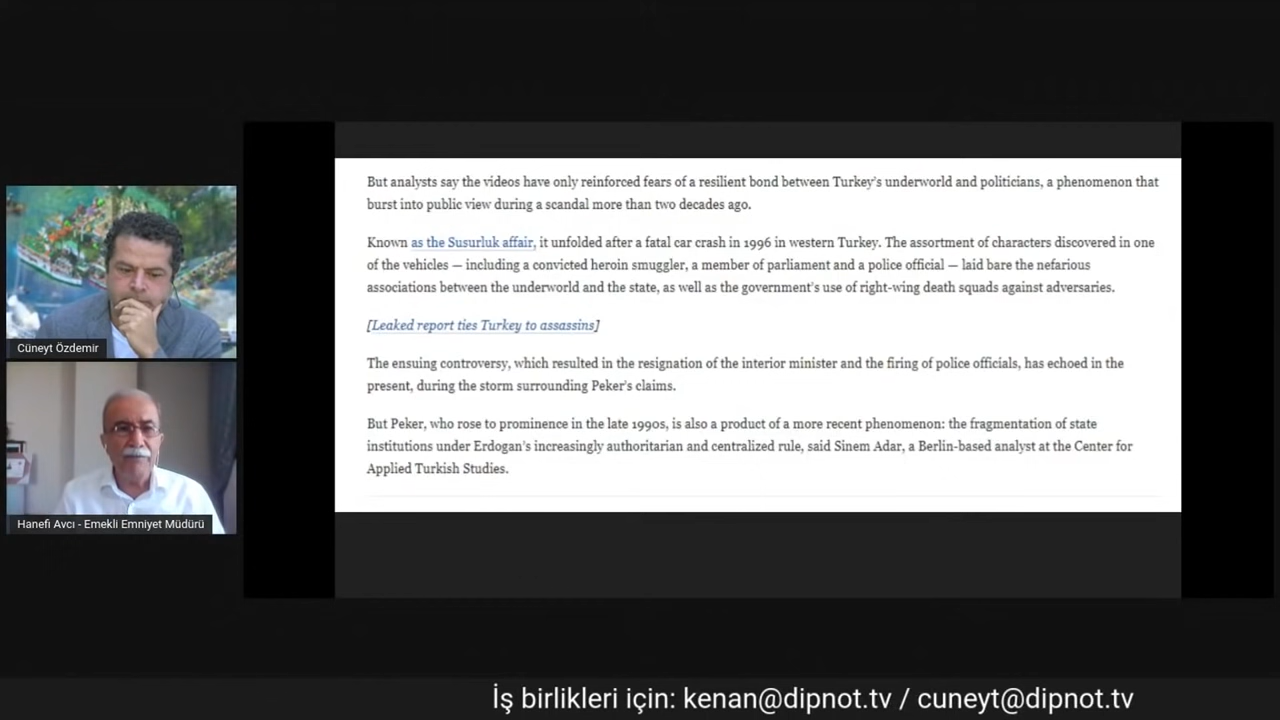 Cüneyt Özdemir
Hanefi Avcı - Emekli Emniyet Müdürü
But analysts say the videos have only reinforced fears of a resilient bond between Turkey's underworld and politicians, a phenomenon that
burst into public view during a scandal more than two decades ago.
Known as the Susurluk affair, it unfolded after a fatal car crash in 1996 in western Turkey. The assortment of characters discovered in one
of the vehicles — including a convicted heroin smuggler, a member of parliament and a police official — laid bare the nefarious
associations between the underworld and the state, as well as the government's use of right-wing death squads against adversaries.
[Leaked report ties Turkey to assassins]
The ensuing controversy, which resulted in the resignation of the interior minister and the firing of police officials, has echoed in the
present, during the storm surrounding Peker's claims.
But Peker, who rose to prominence in the late 1990s, is also a product of a more recent phenomenon: the fragmentation of state
institutions under Erdogan's increasingly authoritarian and centralized rule, said Sinem Adar, a Berlin-based analyst at the Center for
Applied Turkish Studies.
İş birlikleri için: kenan@dipnot.tv / cuneyt@dipnot.tv